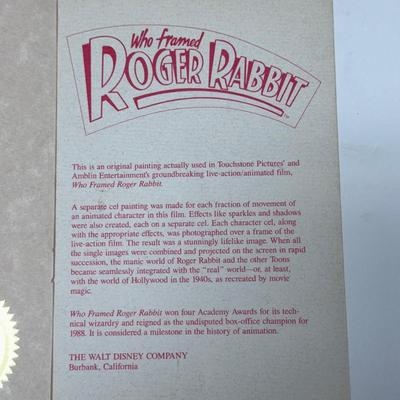 Who Framed
ROGER RABBIT
TM
This is an original painting actually used in Touchstone Pictures' and
Amblin Entertainment's groundbreaking live-action/animated film,
Who Framed Roger Rabbit.
A separate cel painting was made for each fraction of movement of
an animated character in this film. Effects like sparkles and shadows
were also created, each on a separate cel. Each character cel, along
with the appropriate effects, was photographed over a frame of the
live-action film. The result was a stunningly lifelike image. When all
the single images were combined and projected on the screen in rapid
succession, the manic world of Roger Rabbit and the other Toons
became seamlessly integrated with the “real” world—or, at least,
with the world of Hollywood in the 1940s, as recreated by movie
magic.
Who Framed Roger Rabbit won four Academy Awards for its tech-
nical wizardry and reigned as the undisputed box-office champion for
1988. It is considered a milestone in the history of animation.
THE WALT DISNEY COMPANY
Burbank, California